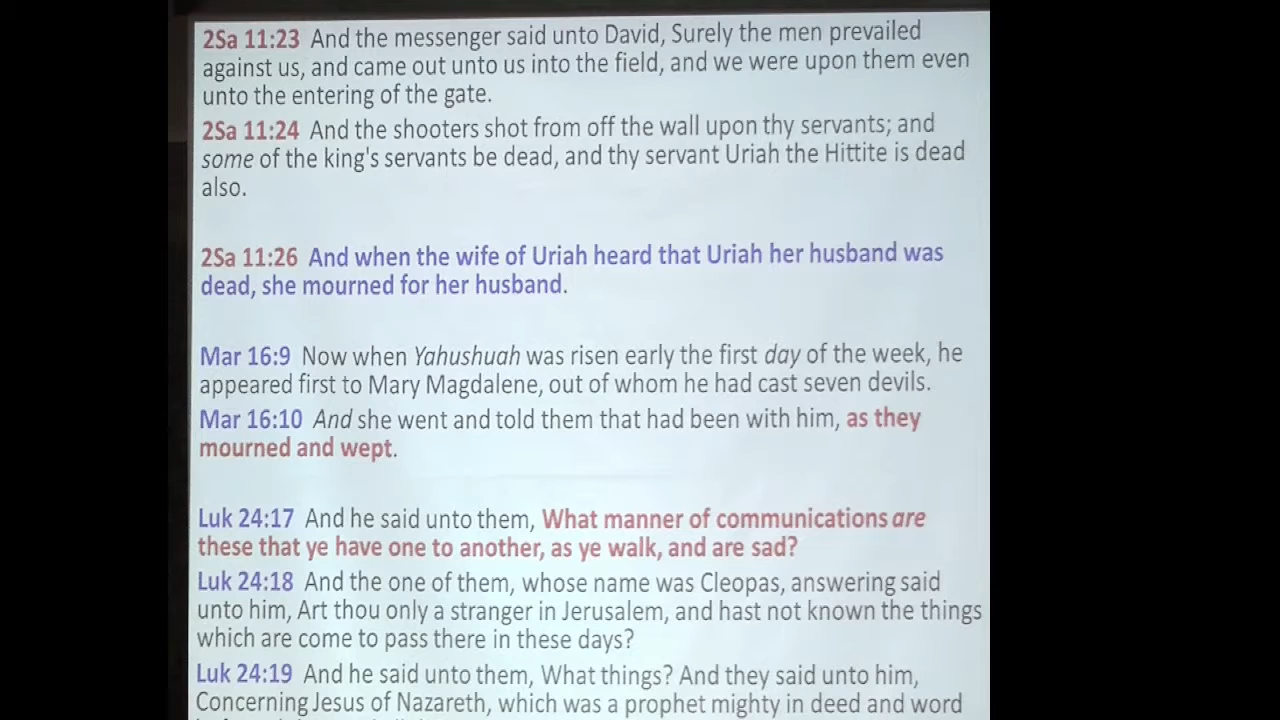 2Sa 11:23 And the messenger said unto David, Surely the men prevailed
against us, and came out unto us into the field, and we were upon them even
unto the entering of the gate.
2Sa 11:24 And the shooters shot from off the wall upon thy servants; and
some of the king's servants be dead, and thy servant Uriah the Hittite is dead
also.
2Sa 11:26 And when the wife of Uriah heard that Uriah her husband was
dead, she mourned for her husband.
Mar 16:9 Now when Yahushuah was risen early the first day of the week, he
appeared first to Mary Magdalene, out of whom he had cast seven devils.
Mar 16:10 And she went and told them that had been with him, as they
mourned and wept.
Luk 24:17 And he said unto them, What manner of communications are
these that ye have one to another, as ye walk, and are sad?
Luk 24:18 And the one of them, whose name was Cleopas, answering said
unto him, Art thou only a stranger in Jerusalem, and hast not known the things
which are come to pass there in these days?
Luk 24:19 And he said unto them, What things? And they said unto him,
Concerning Jesus of Nazareth, which was a prophet mighty in deed and word